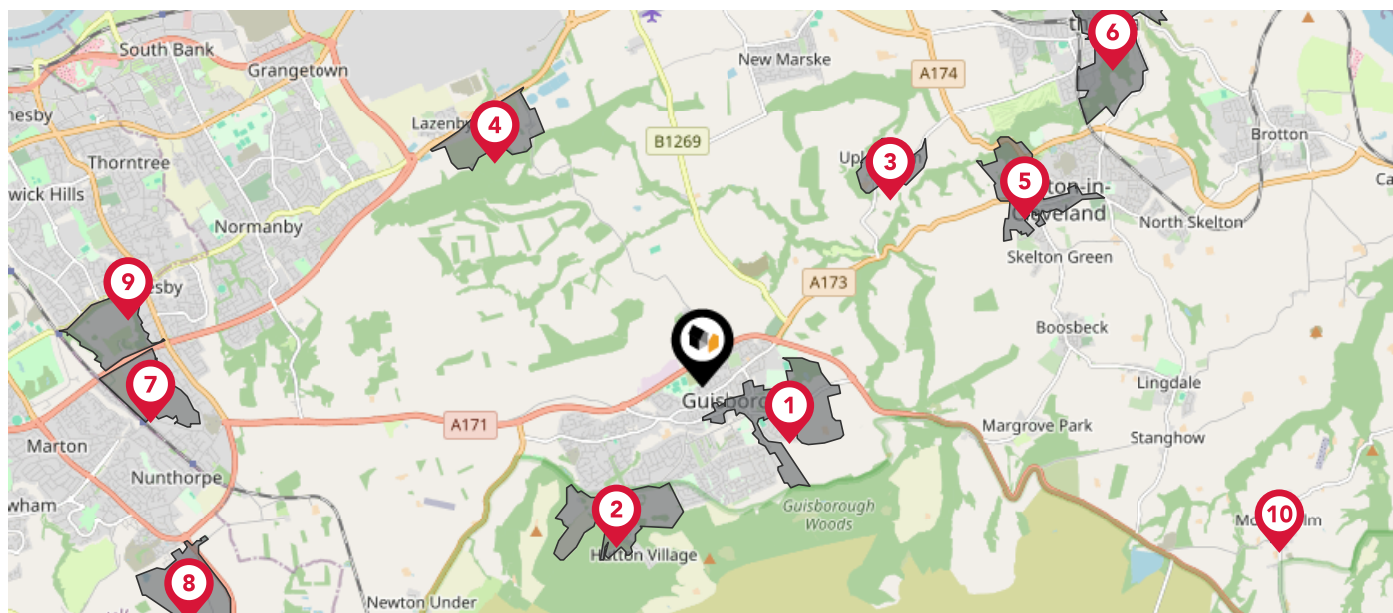 South Bank
Grangetown
New Marske
A174
6
Lazenby
4
B1269
Brotton
Thorntree
3
5
wick Hills
North Skelton
Normanby
Skelton Green
9
A173
Boosbeck
7
Lingdale
1
A171
Margrove Park
Stanghow
Marton
Nunthorpe
Guisborough
Woods
2
10
Hutton Village
8
Newton Under